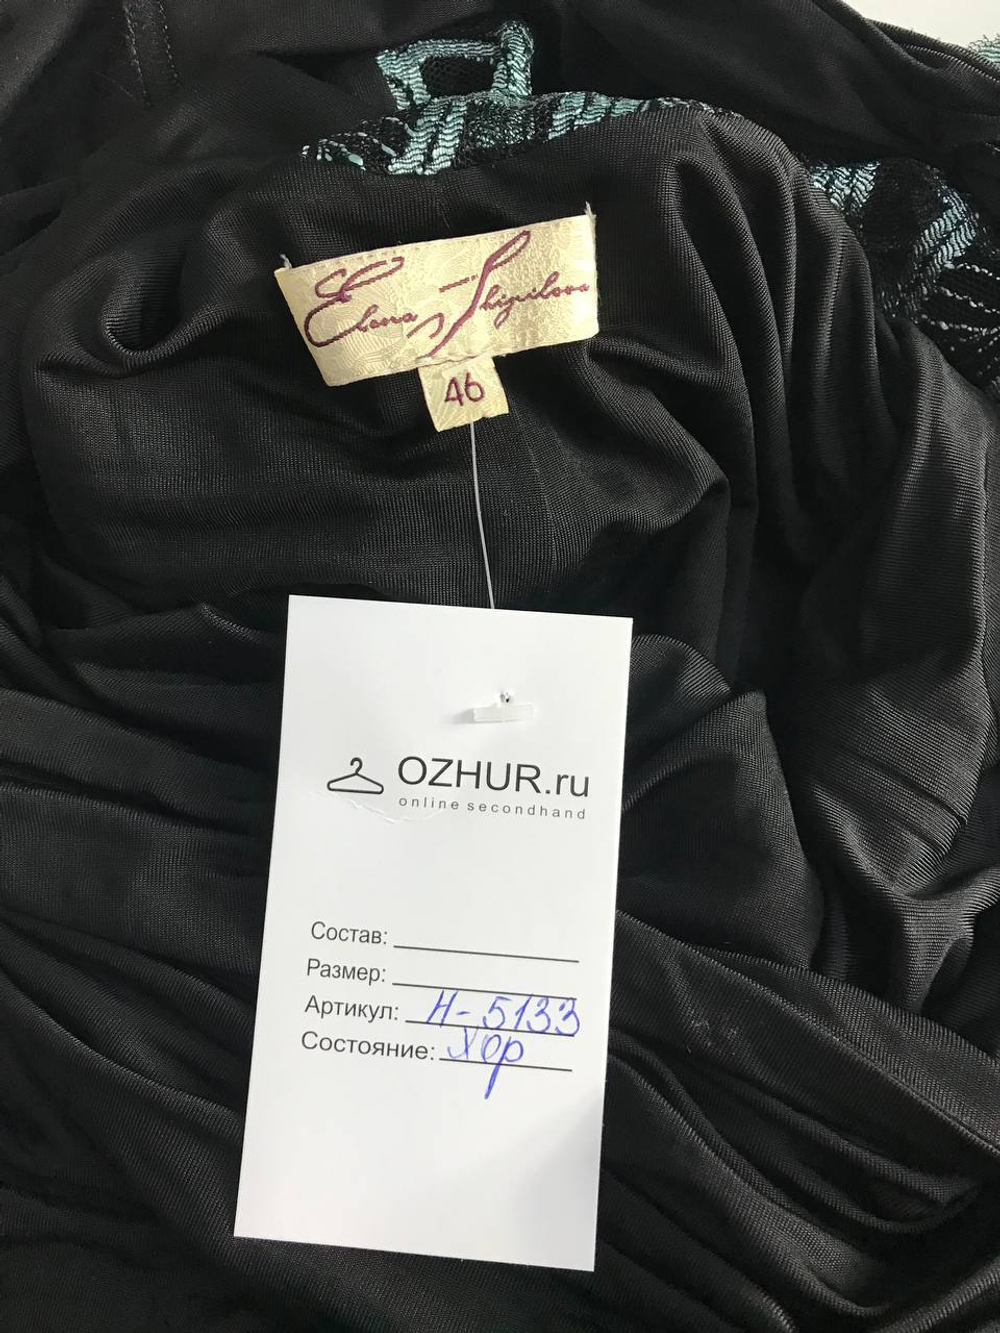 Elena Shipilova
46
OZHUR.ru
online secondhand
Состав:
Размер:
Артикул: Н-5133
Состояние: хор